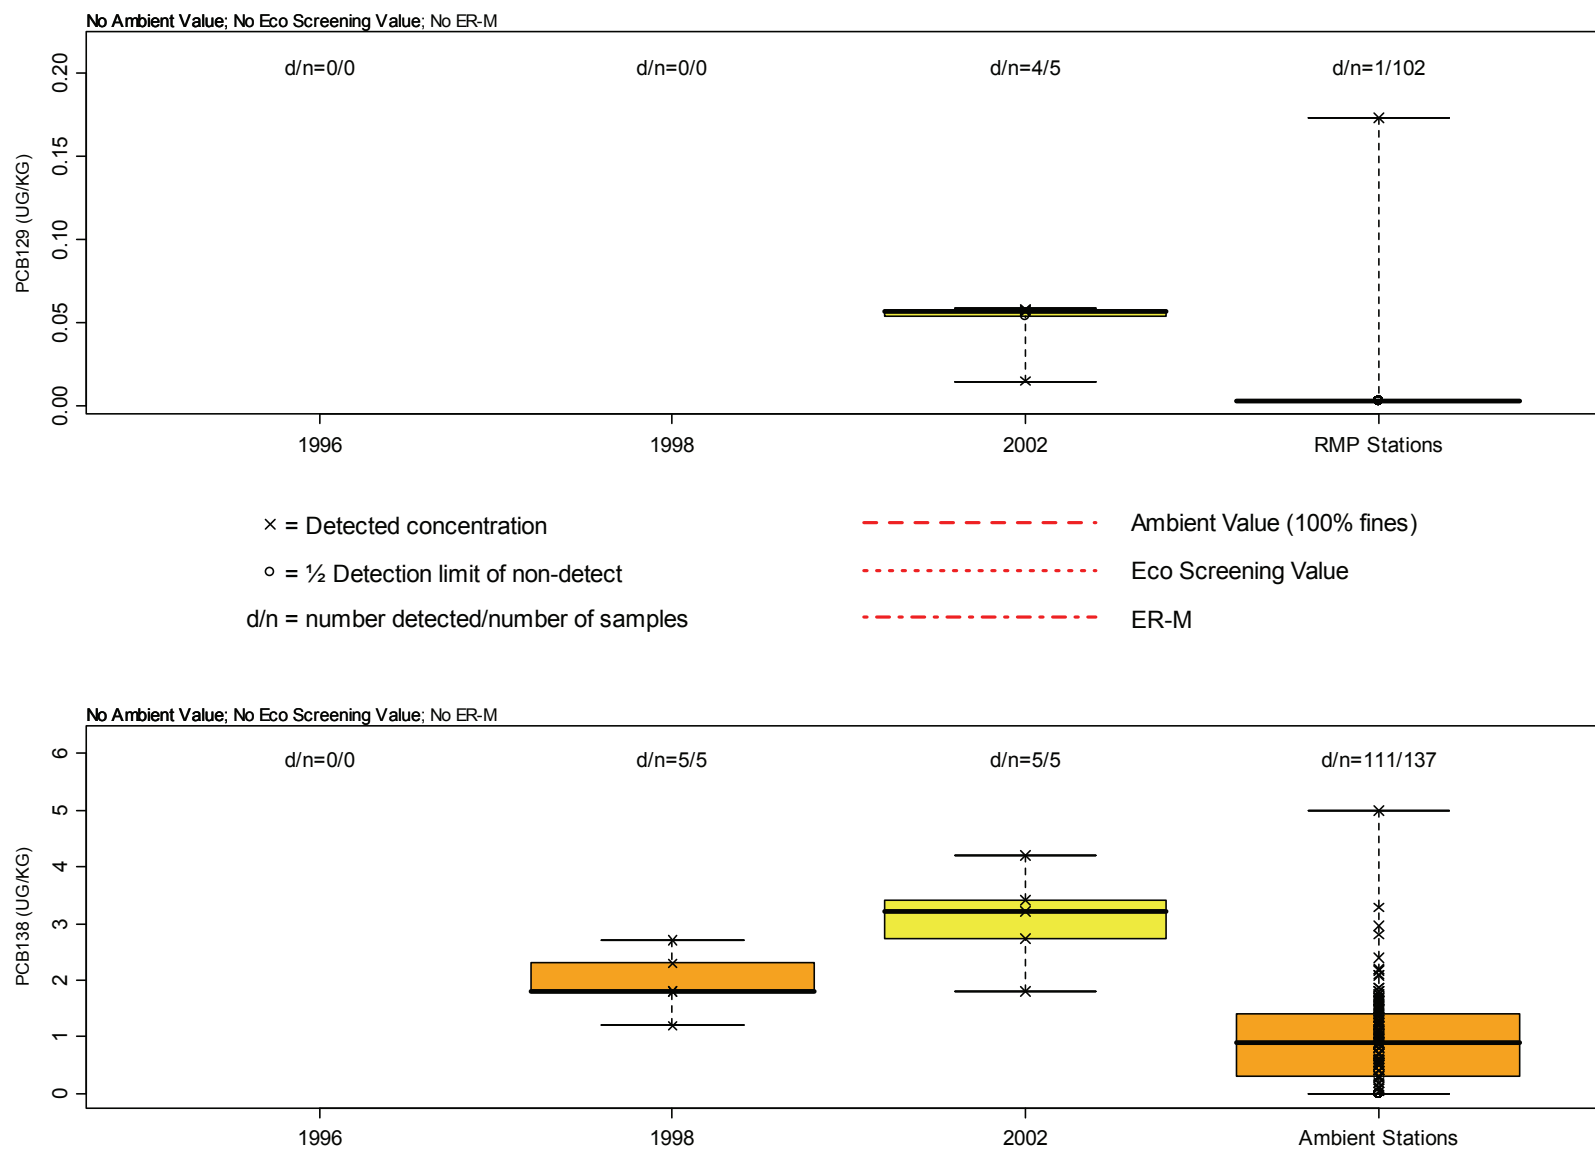 No Ambient Value; No Eco Screening Value; No ER-M
d/n=0/0 d/n=0/0 d/n=4/5 d/n=1/102
PCB129 (UG/KG)
0.20
0.15
0.10
0.05
0.00
1996 1998 2002 RMP Stations
× = Detected concentration
Ambient Value (100% fines)
o = ½ Detection limit of non-detect
Eco Screening Value
d/n = number detected/number of samples
ER-M
No Ambient Value; No Eco Screening Value; No ER-M
d/n=0/0 d/n=5/5 d/n=5/5 d/n=111/137
PCB138 (UG/KG)
6
5
4
3
2
1
0
1996 1998 2002 Ambient Stations